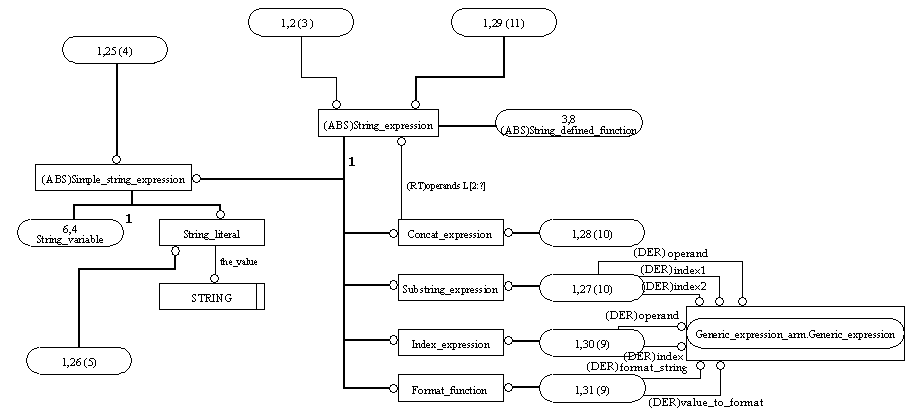 1,2 (3)
1,29 (11)
1,25 (4)
3,8
(ABS)String_defined_function
(ABS)String_expression
1
(ABS)Simple_string_expression
(RT)operands L[2:?]
1
6,4
String_variable
String_literal
the_value
STRING
1,26 (5)
Concat_expression
1,28 (10)
Substring_expression
1,27 (10)
(DER)operand
(DER)index1
(DER)index2
Index_expression
1,30 (9)
(DER)operand
(DER)index
Generic_expression_arm.Generic_expression
Format_function
1,31 (9)
(DER)format_string
(DER)value_to_format